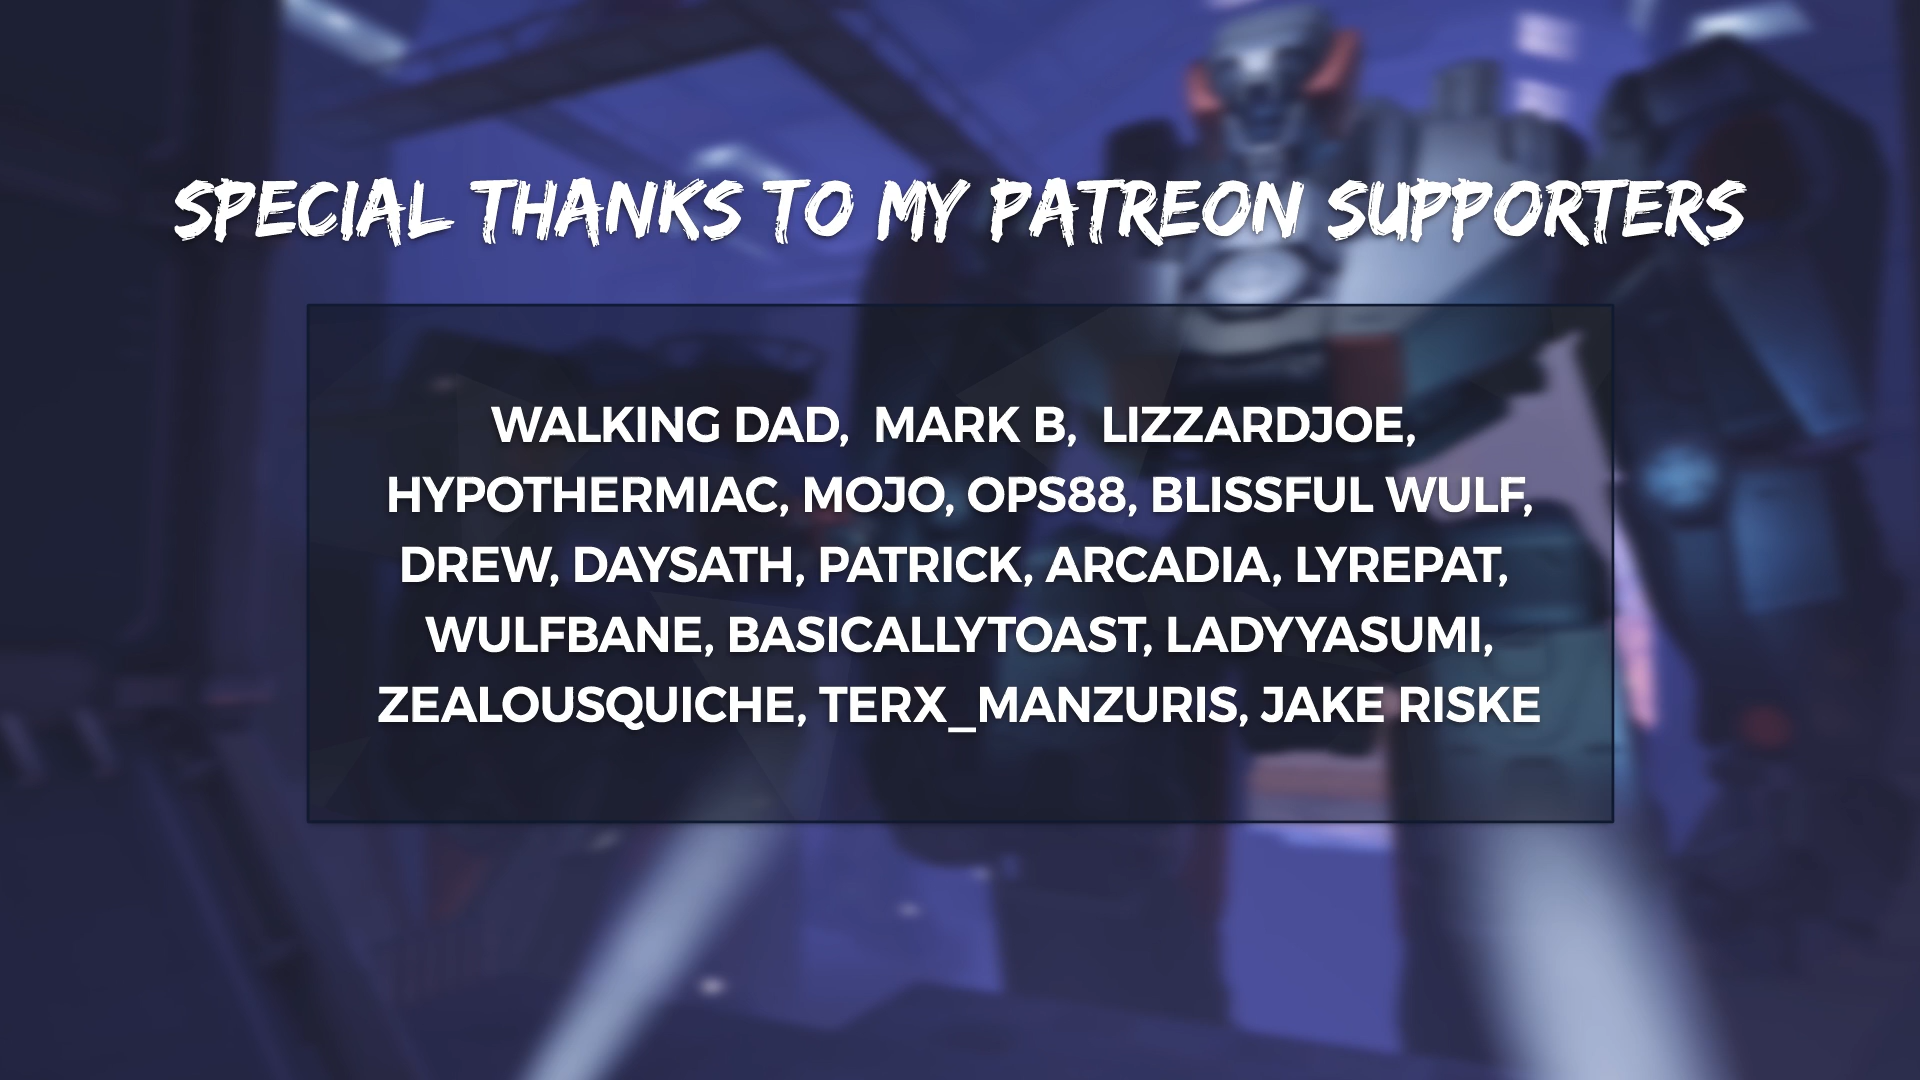 SPECIAL THANKS TO MY PATREON SUPPORTERS
WALKING DAD, MARK B, LIZZARDJOE,
HYPOTHERMIAC, MOJO, OPS88, BLISSFUL WULF,
DREW, DAYSATH, PATRICK, ARCADIA, LYREPAT,
WULFBANE, BASICALLYTOAST, LADYYASUMI,
ZEALOUSQUICHE, TERX_MANZURIS, JAKE RISKE